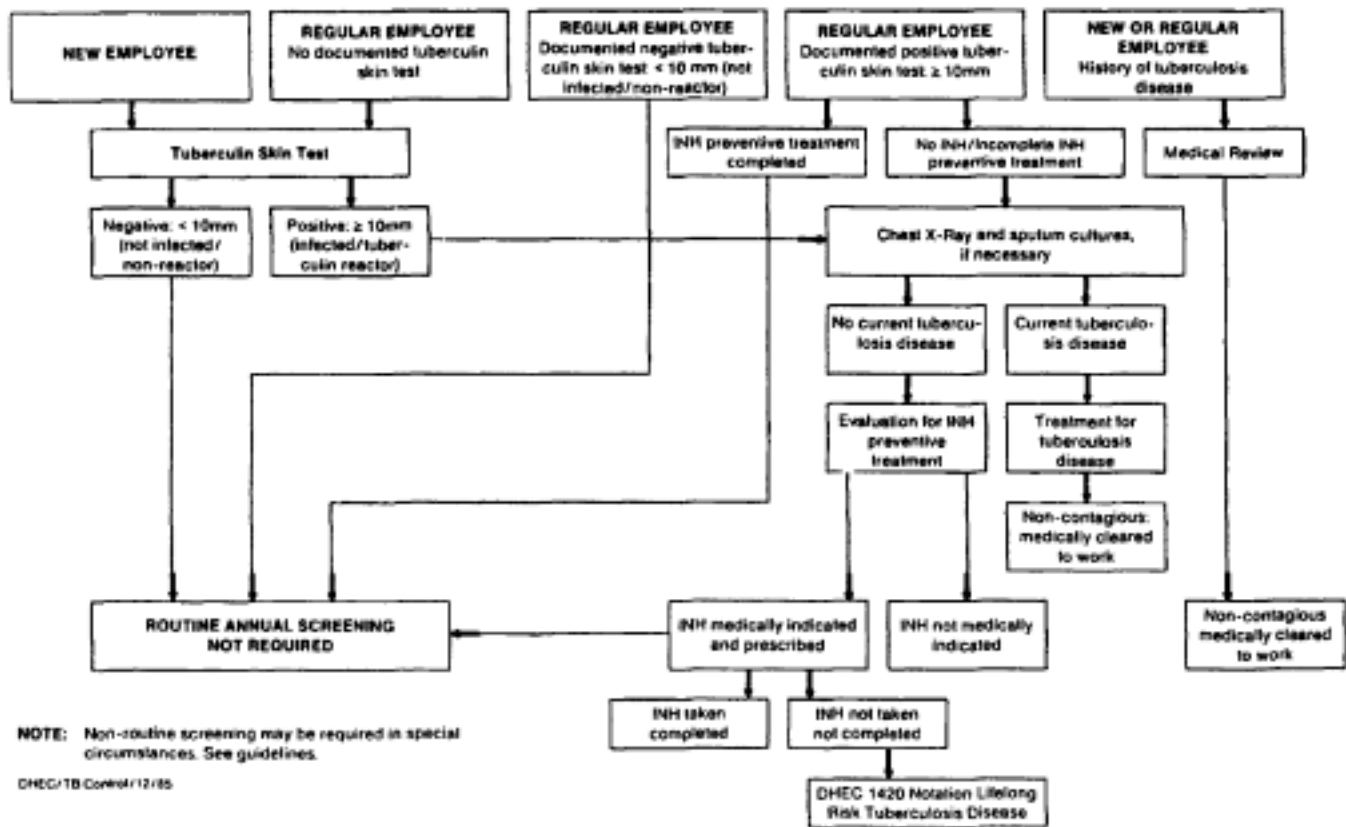 NEW EMPLOYEE
REGULAR EMPLOYEE
No documented tuberculin
skin test
REGULAR EMPLOYEE
Documented negative tuber-
culin skin test < 10 mm (not
infected/non-reactor)
REGULAR EMPLOYEE
Documented positive tuber-
culin skin test ≥ 10mm
NEW OR REGULAR
EMPLOYEE
History of tuberculosis
disease
Tuberculin Skin Test
INH preventive treatment
completed
No INH/Incomplete INH
preventive treatment
Medical Review
Negative: < 10mm
(not infected/
non-reactor)
Positive: ≥ 10mm
(infected/tuber-
culin reactor)
Chest X-Ray and sputum cultures,
if necessary
No current tubercu-
losis disease
Current tuberculo-
sis disease
Evaluation for INH
preventive
treatment
Treatment for
tuberculosis
disease
Non-contagious:
medically cleared
to work
ROUTINE ANNUAL SCREENING
NOT REQUIRED
INH medically indicated
and prescribed
INH not medically
indicated
Non-contagious
medically cleared
to work
INH taken
completed
INH not taken
not completed
NOTE: Non-routine screening may be required in special
circumstances. See guidelines.
DHEC/TB Control/12/85
DHEC 1420 Notation Lifelong
Risk Tuberculosis Disease